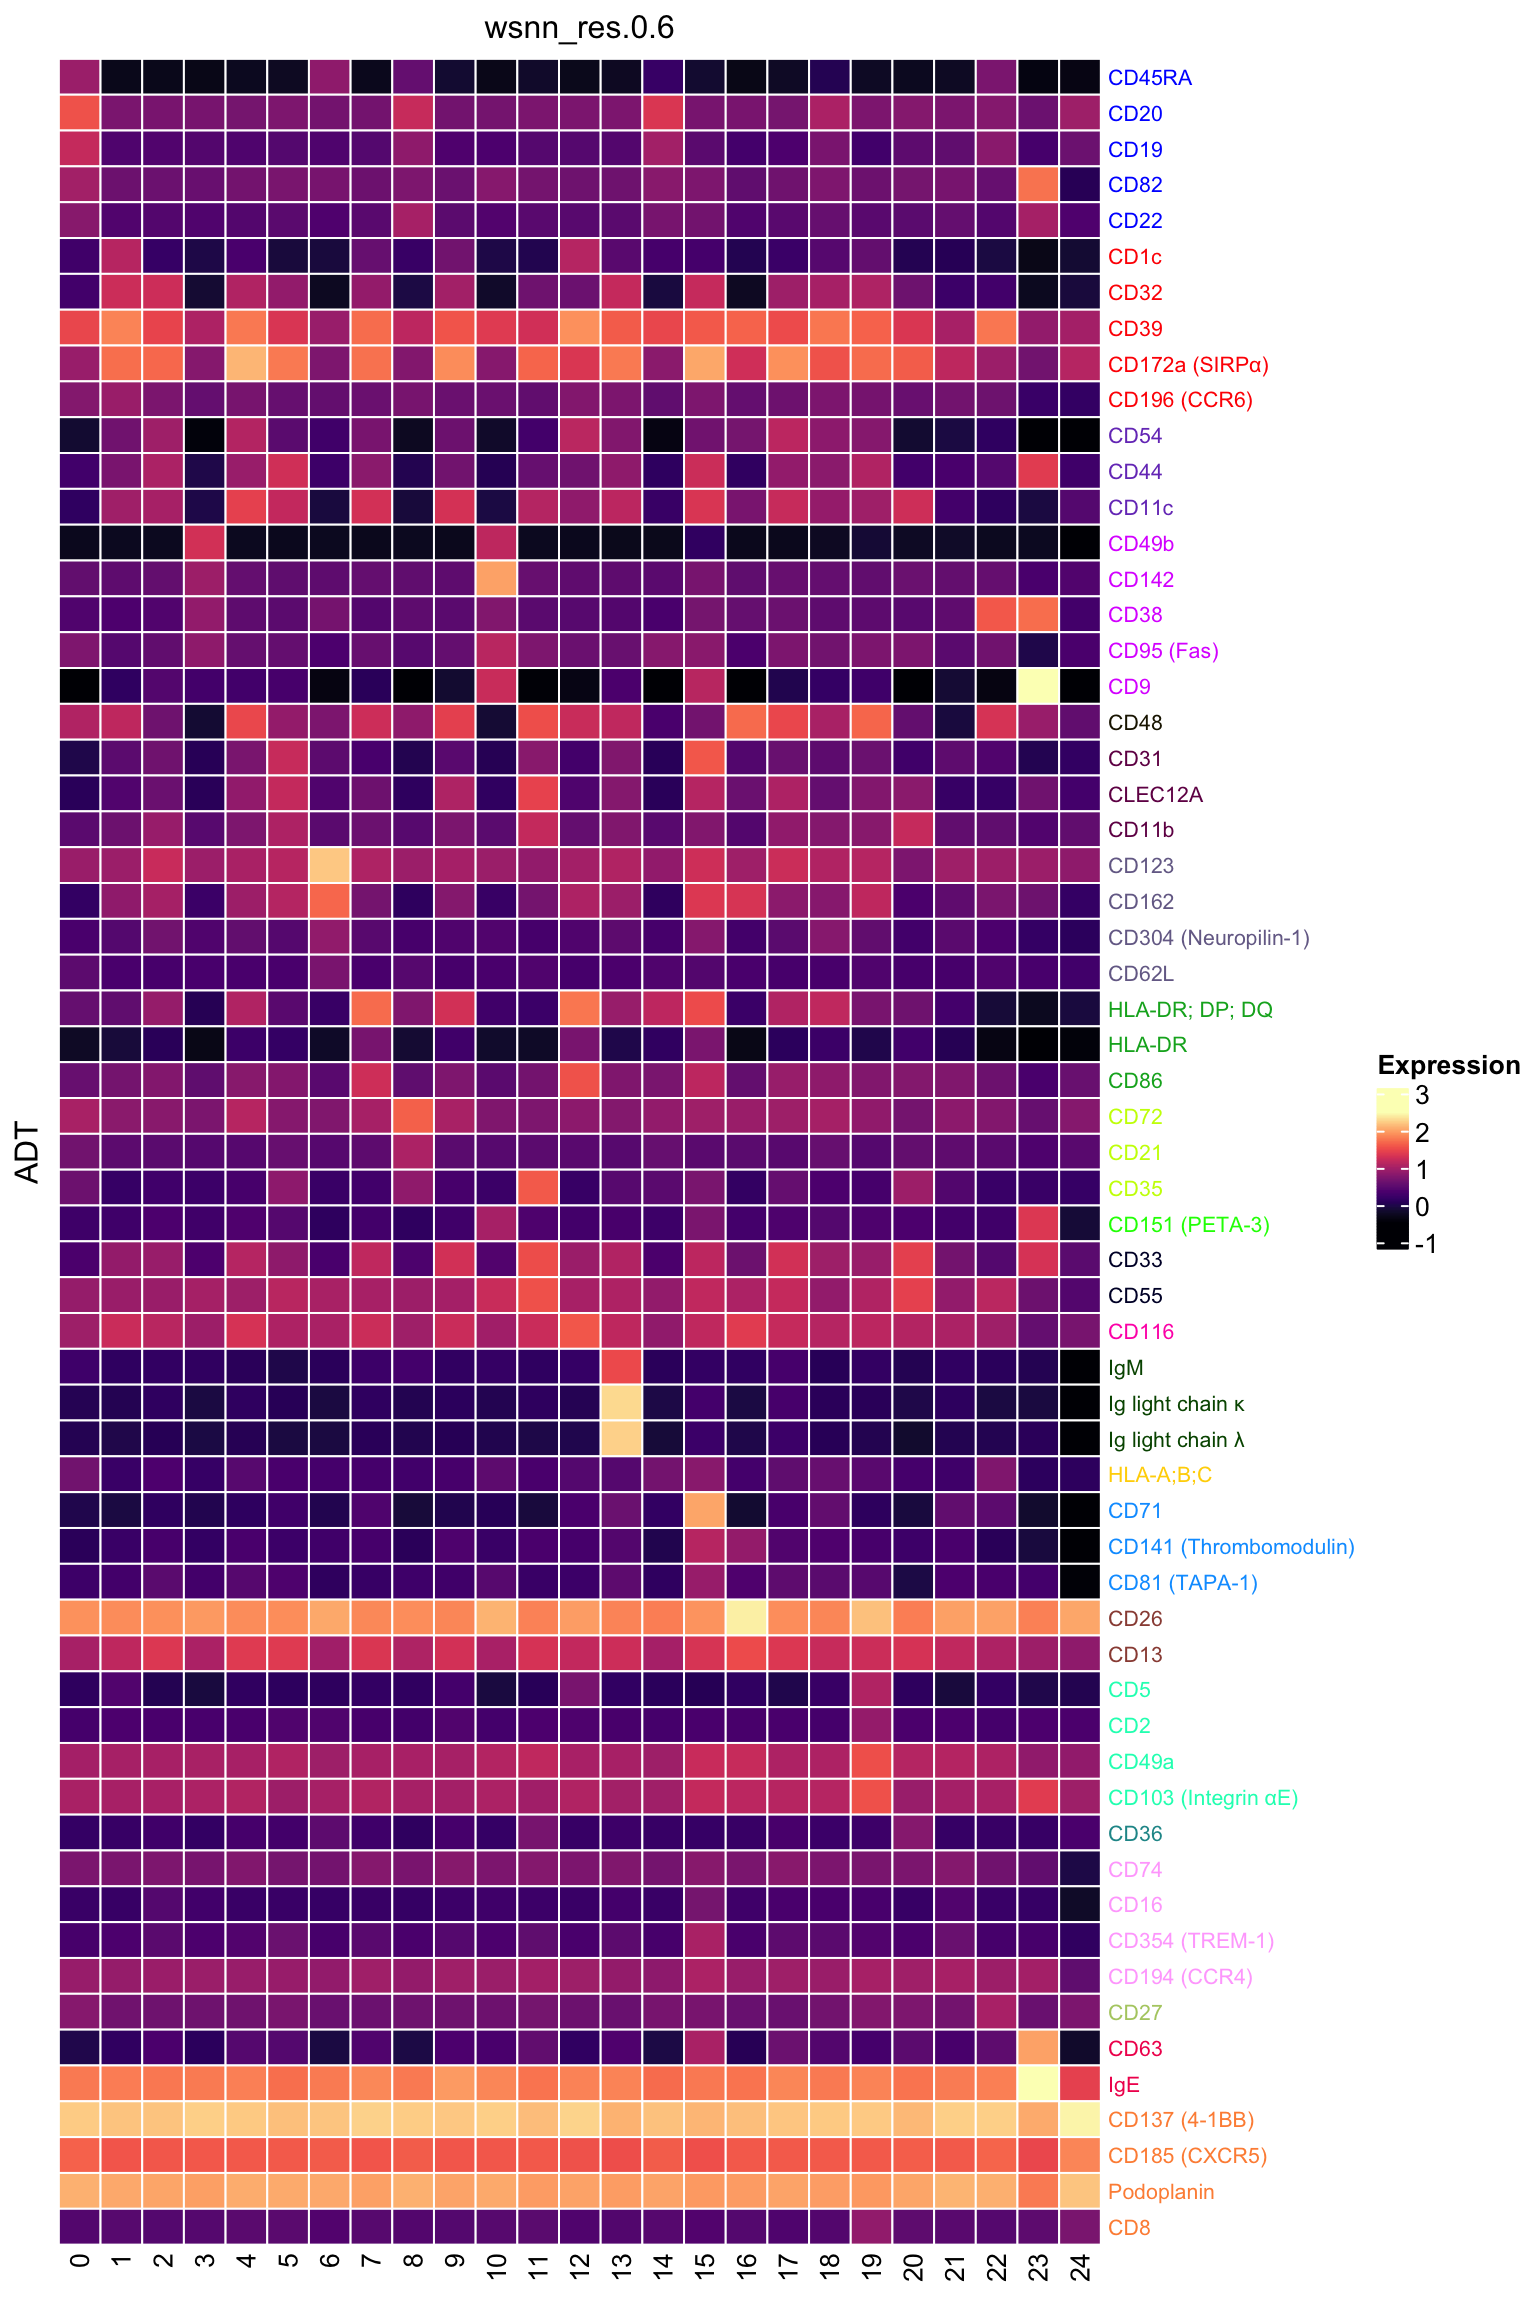 wsnn_res.0.6
CD45RA
CD20
CD19
CD82
CD22
CD1c
CD32
CD39
CD172a (SIRPα)
CD196 (CCR6)
CD54
CD44
CD11c
CD49b
CD142
CD38
CD95 (Fas)
CD9
CD48
CD31
CLEC12A
CD11b
CD123
CD162
CD304 (Neuropilin-1)
CD62L
HLA-DR; DP; DQ
HLA-DR
CD86
CD72
CD21
CD35
CD151 (PETA-3)
CD33
CD55
CD116
IgM
Ig light chain κ
Ig light chain λ
HLA-A;B;C
CD71
CD141 (Thrombomodulin)
CD81 (TAPA-1)
CD26
CD13
CD5
CD2
CD49a
CD103 (Integrin αE)
CD36
CD74
CD16
CD354 (TREM-1)
CD194 (CCR4)
CD27
CD63
IgE
CD137 (4-1BB)
CD185 (CXCR5)
Podoplanin
CD8
ADT
0 1 2 3 4 5 6 7 8 9 10 11 12 13 14 15 16 17 18 19 20 21 22 23 24
Expression
3
2
1
0
-1